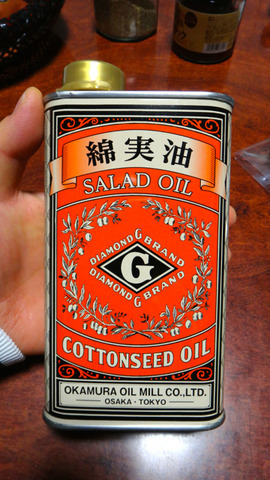 綿実油
SALAD OIL
DIAMOND G BRAND
G
DIAMOND G BRAND
COTTONSEED OIL
OKAMURA OIL MILL CO.,LTD.
OSAKA・TOKYO